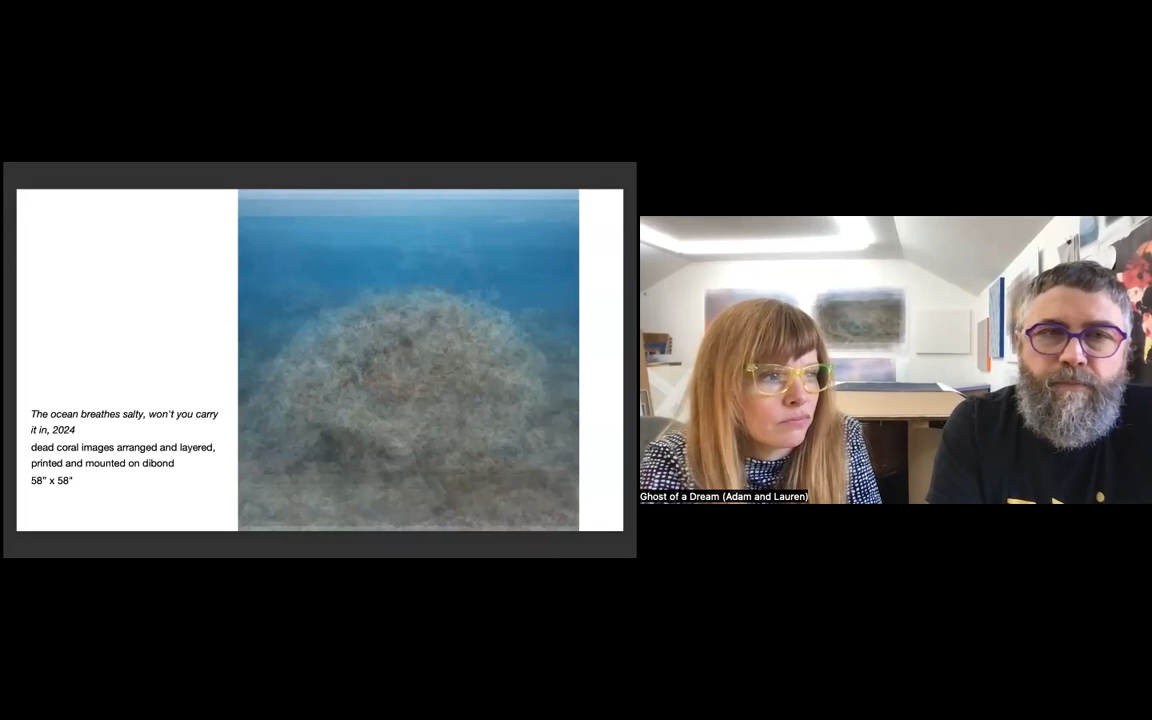 The ocean breathes salty, won't you carry
it in, 2024
dead coral images arranged and layered,
printed and mounted on dibond
58" x 58"
Ghost of a Dream (Adam and Lauren)